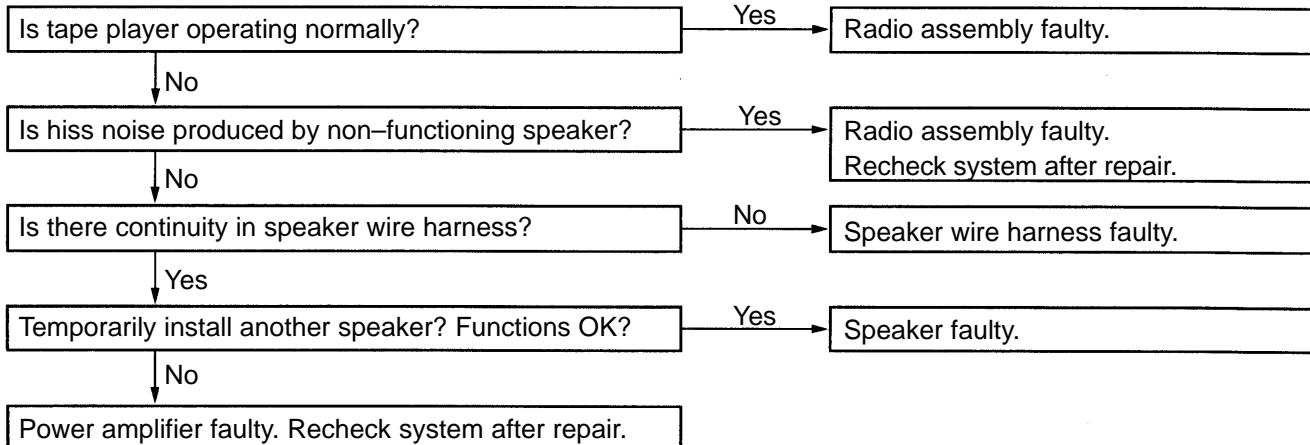 Is tape player operating normally?
Yes
Radio assembly faulty.
No
Is hiss noise produced by non–functioning speaker?
Yes
Radio assembly faulty.
Recheck system after repair.
No
Is there continuity in speaker wire harness?
No
Speaker wire harness faulty.
Yes
Temporarily install another speaker? Functions OK?
Yes
Speaker faulty.
No
Power amplifier faulty. Recheck system after repair.